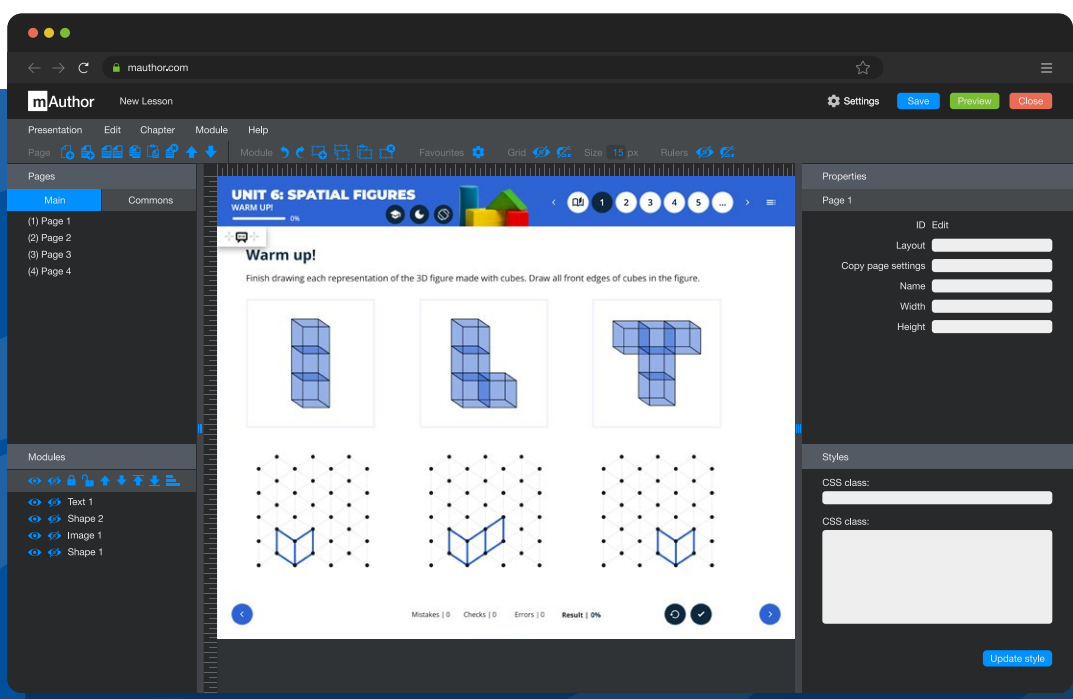 mauthor.com
mAuthor New Lesson Settings Save Preview Close
Presentation Edit Chapter Module Help
Page Module Favourites Grid Size 15 px Rulers
Pages
Main Commons
(1) Page 1
(2) Page 2
(3) Page 3
(4) Page 4
Modules
Text 1
Shape 2
Image 1
Shape 1
UNIT 6: SPATIAL FIGURES
WARM UP!
0%
1 2 3 4 5 ...
Warm up!
Finish drawing each representation of the 3D figure made with cubes. Draw all front edges of cubes in the figure.
Mistakes | 0 Checks | 0 Errors | 0 Result | 0%
Properties
Page 1
ID Edit
Layout
Copy page settings
Name
Width
Height
Styles
CSS class:
CSS class:
Update style